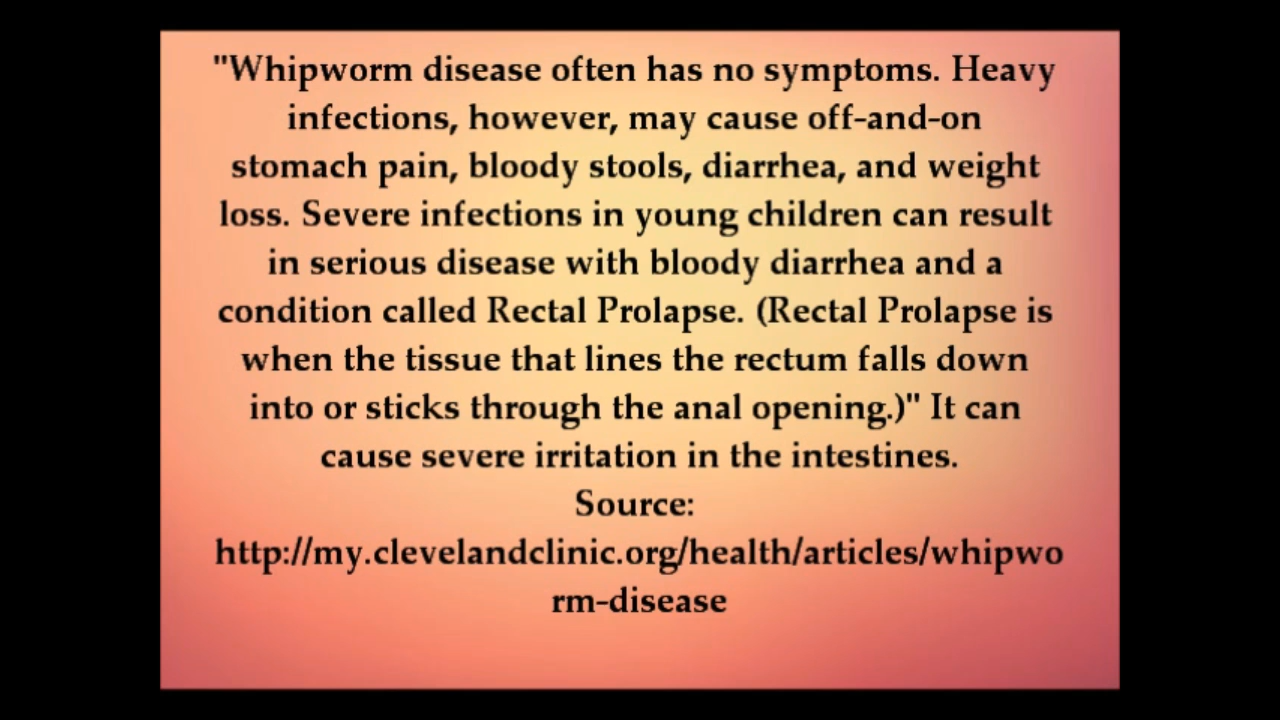 "Whipworm disease often has no symptoms. Heavy
infections, however, may cause off-and-on
stomach pain, bloody stools, diarrhea, and weight
loss. Severe infections in young children can result
in serious disease with bloody diarrhea and a
condition called Rectal Prolapse. (Rectal Prolapse is
when the tissue that lines the rectum falls down
into or sticks through the anal opening.)" It can
cause severe irritation in the intestines.
Source:
http://my.clevelandclinic.org/health/articles/whipwo
rm-disease